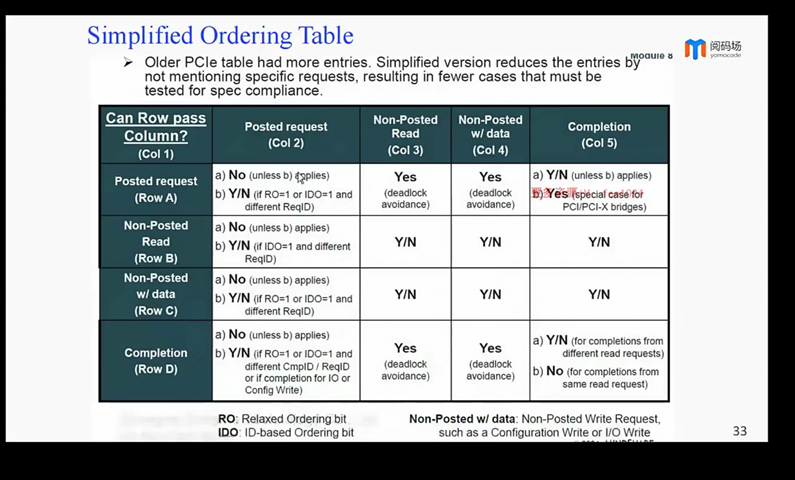 Simplified Ordering Table
Module 8
阅码场
yomocode
➢ Older PCIe table had more entries. Simplified version reduces the entries by
not mentioning specific requests, resulting in fewer cases that must be
tested for spec compliance.
Can Row pass
Column?
(Col 1)
Posted request
(Col 2)
Non-Posted
Read
(Col 3)
Non-Posted
w/ data
(Col 4)
Completion
(Col 5)
Posted request
(Row A)
a) No (unless b) applies)
b) Y/N (if RO=1 or IDO=1 and
different ReqID)
Yes
(deadlock
avoidance)
Yes
(deadlock
avoidance)
a) Y/N (unless b) applies)
b) Yes (special case for
PCI/PCI-X bridges)
Non-Posted
Read
(Row B)
a) No (unless b) applies)
b) Y/N (if IDO=1 and different
ReqID)
Y/N
Y/N
Y/N
Non-Posted
w/ data
(Row C)
a) No (unless b) applies)
b) Y/N (if RO=1 or IDO=1 and
different ReqID)
Y/N
Y/N
Y/N
Completion
(Row D)
a) No (unless b) applies)
b) Y/N (if RO=1 or IDO=1 and
different CmpID / ReqID
or if completion for IO or
Config Write)
Yes
(deadlock
avoidance)
Yes
(deadlock
avoidance)
a) Y/N (for completions from
different read requests)
b) No (for completions from
same read request)
RO: Relaxed Ordering bit
IDO: ID-based Ordering bit
Non-Posted w/ data: Non-Posted Write Request,
such as a Configuration Write or I/O Write
33